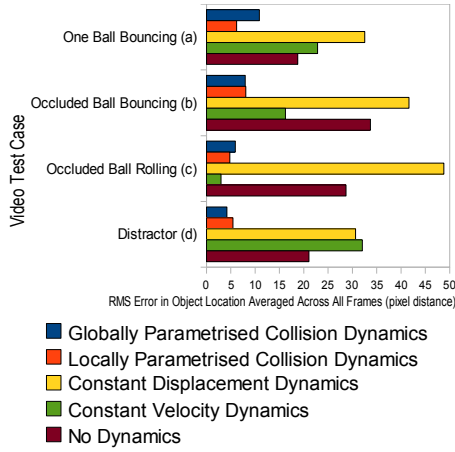 Video Test Case
One Ball Bouncing (a)
Occluded Ball Bouncing (b)
Occluded Ball Rolling (c)
Distractor (d)
0 5 10 15 20 25 30 35 40 45 50
RMS Error in Object Location Averaged Across All Frames (pixel distance)
Globally Parametrised Collision Dynamics
Locally Parametrised Collision Dynamics
Constant Displacement Dynamics
Constant Velocity Dynamics
No Dynamics